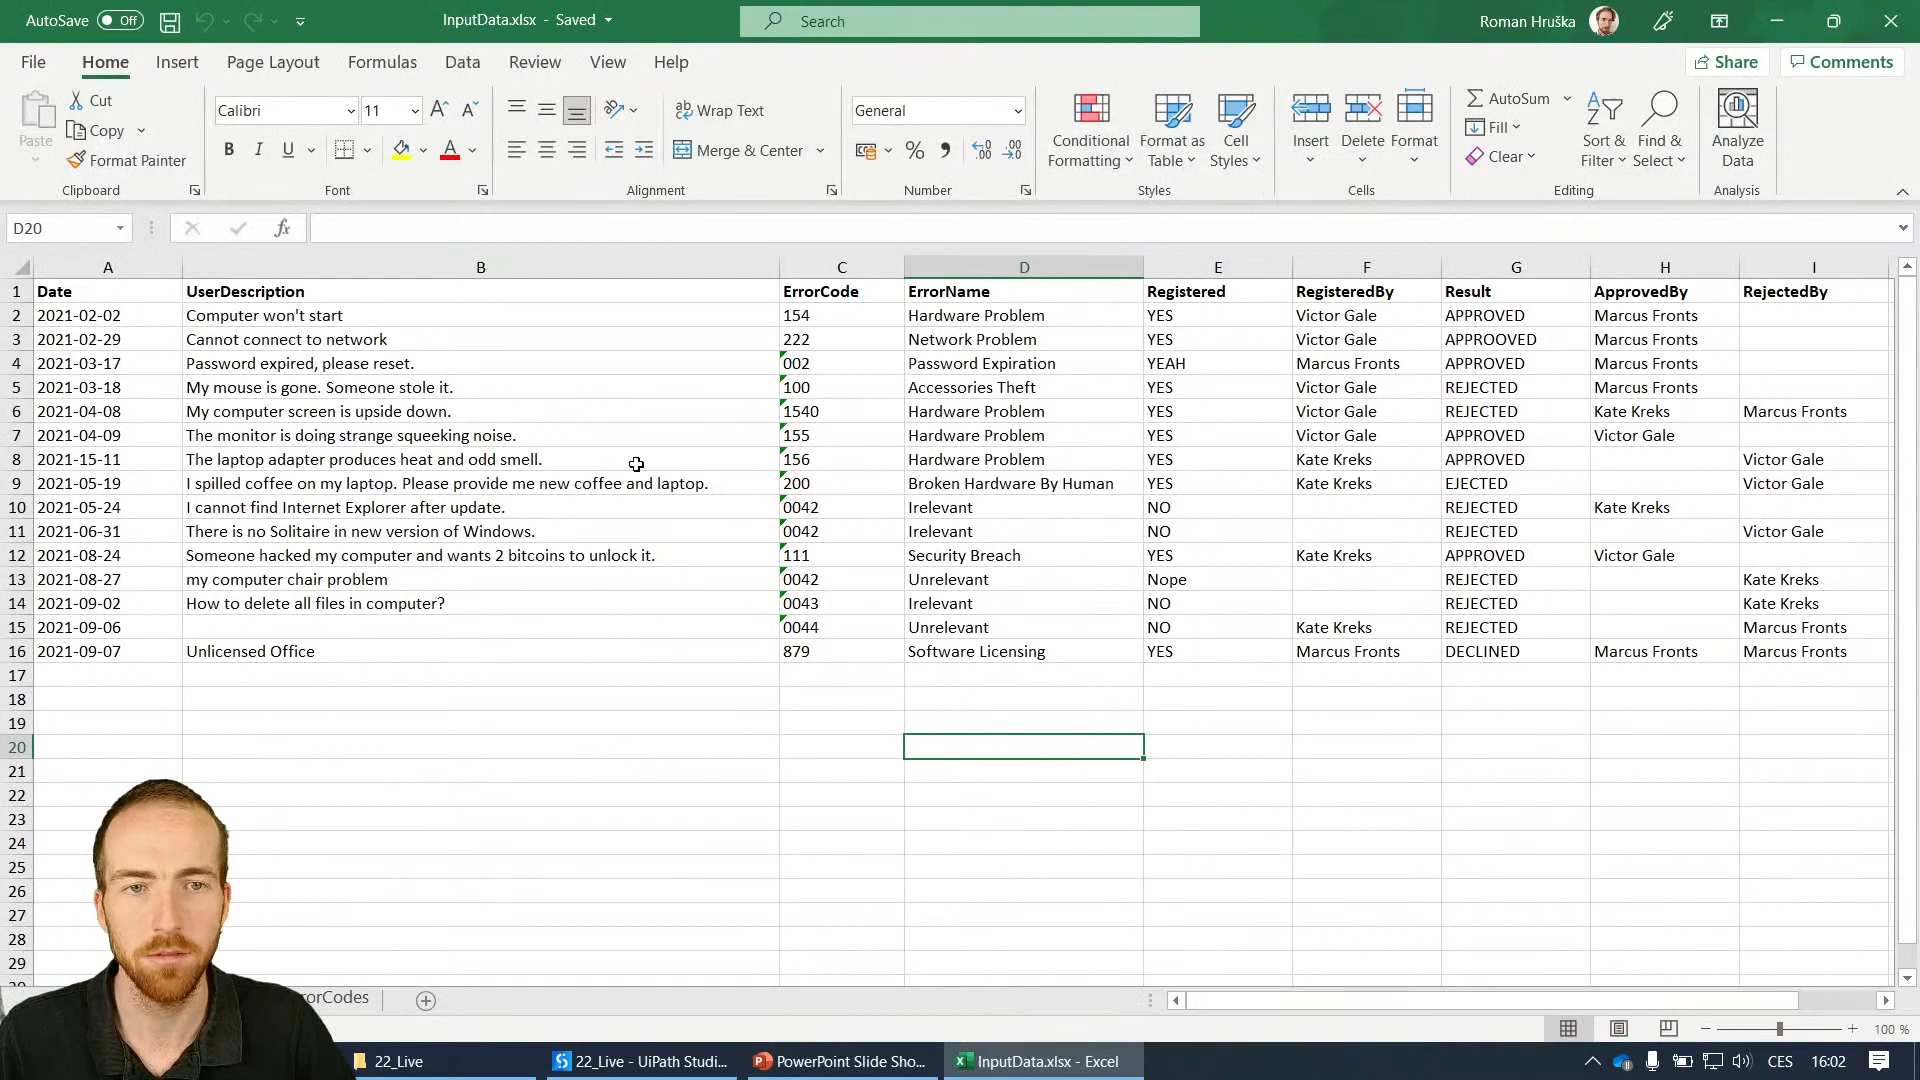 AutoSave Off InputData.xlsx - Saved Search Roman Hruška
File Home Insert Page Layout Formulas Data Review View Help Share Comments
Paste Cut Copy Format Painter
Clipboard
Calibri 11
B I U A
Font
ab Wrap Text
Merge & Center
Alignment
General
% ,
Number
Conditional Formatting Format as Table Cell Styles
Styles
Insert Delete Format
Cells
AutoSum Fill Clear Sort & Filter Find & Select
Editing
Analyze Data
Analysis
D20 fx
A B C D E F G H I
1 Date UserDescription ErrorCode ErrorName Registered RegisteredBy Result ApprovedBy RejectedBy
2 2021-02-02 Computer won't start 154 Hardware Problem YES Victor Gale APPROVED Marcus Fronts
3 2021-02-29 Cannot connect to network 222 Network Problem YES Victor Gale APPROOVED Marcus Fronts
4 2021-03-17 Password expired, please reset. 002 Password Expiration YEAH Marcus Fronts APPROVED Marcus Fronts
5 2021-03-18 My mouse is gone. Someone stole it. 100 Accessories Theft YES Victor Gale REJECTED Marcus Fronts
6 2021-04-08 My computer screen is upside down. 1540 Hardware Problem YES Victor Gale REJECTED Kate Kreks Marcus Fronts
7 2021-04-09 The monitor is doing strange squeeking noise. 155 Hardware Problem YES Victor Gale APPROVED Victor Gale
8 2021-15-11 The laptop adapter produces heat and odd smell. 156 Hardware Problem YES Kate Kreks APPROVED Victor Gale
9 2021-05-19 I spilled coffee on my laptop. Please provide me new coffee and laptop. 200 Broken Hardware By Human YES Kate Kreks EJECTED Victor Gale
10 2021-05-24 I cannot find Internet Explorer after update. 0042 Irelevant NO REJECTED Kate Kreks
11 2021-06-31 There is no Solitaire in new version of Windows. 0042 Irelevant NO REJECTED Victor Gale
12 2021-08-24 Someone hacked my computer and wants 2 bitcoins to unlock it. 111 Security Breach YES Kate Kreks APPROVED Victor Gale
13 2021-08-27 my computer chair problem 0042 Unrelevant Nope REJECTED Kate Kreks
14 2021-09-02 How to delete all files in computer? 0043 Irelevant NO REJECTED Kate Kreks
15 2021-09-06 0044 Unrelevant NO Kate Kreks REJECTED Marcus Fronts
16 2021-09-07 Unlicensed Office 879 Software Licensing YES Marcus Fronts DECLINED Marcus Fronts Marcus Fronts
17
18
19
20
21
22
23
24
25
26
27
28
29
rorCodes
100 %
22_Live 22_Live - UiPath Studi... PowerPoint Slide Sho... InputData.xlsx - Excel CES 16:02